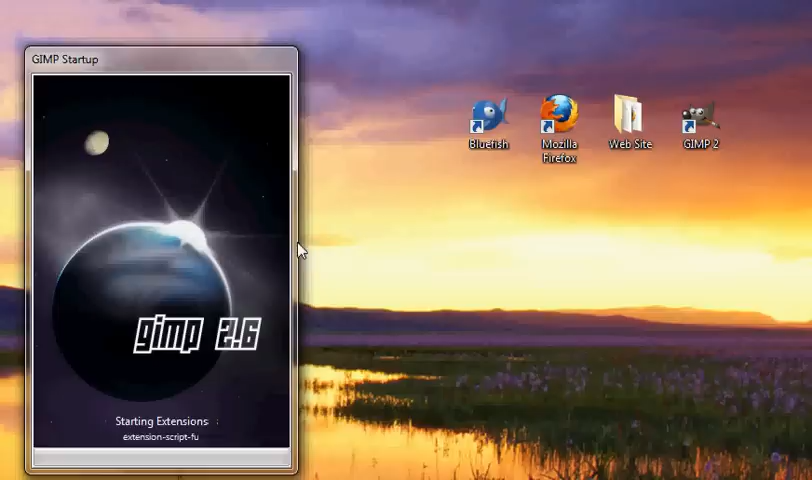 GIMP Startup
gimp 2.6
Starting Extensions
extension-script-fu
Bluefish
Mozilla
Firefox
Web Site
GIMP 2